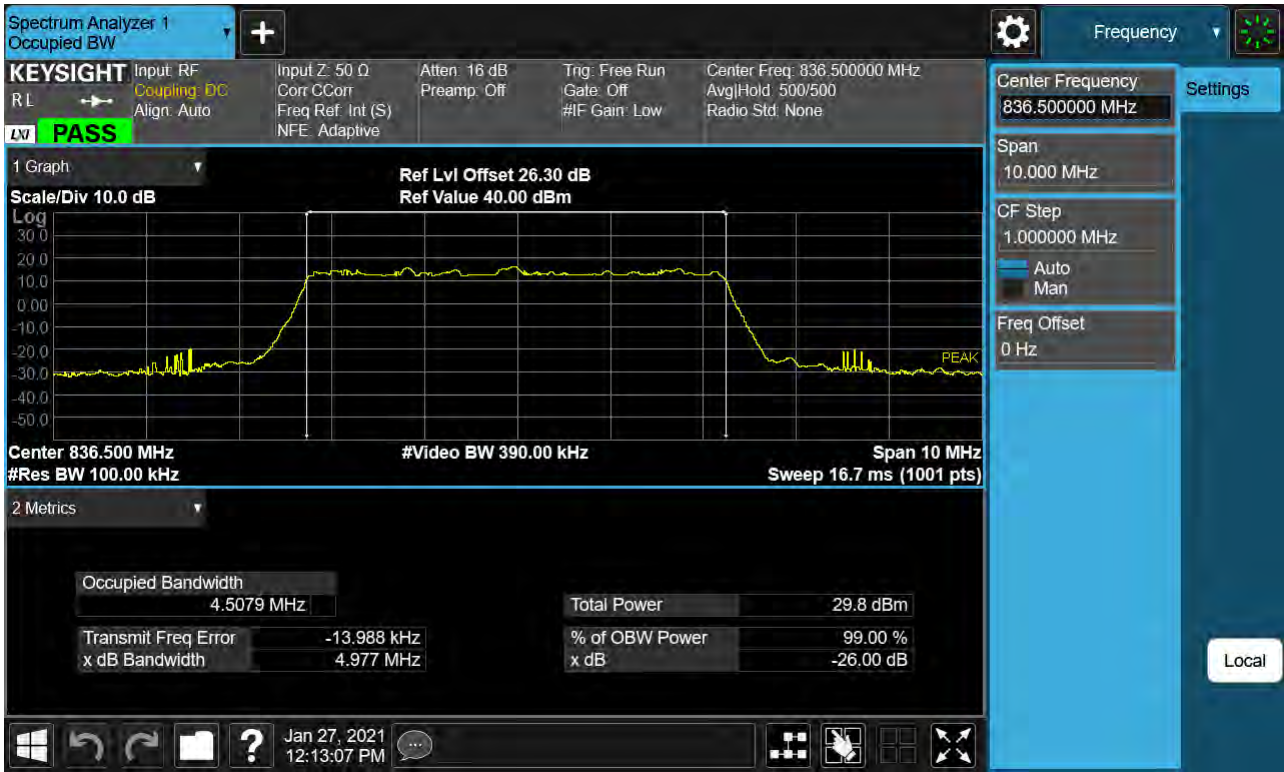 Spectrum Analyzer 1
Occupied BW
Frequency
KEYSIGHT
R L
LXI
PASS
Input: RF
Coupling: DC
Align: Auto
Input Z: 50 Ω
Corr CCorr
Freq Ref: Int (S)
NFE: Adaptive
Atten: 16 dB
Preamp: Off
Trig: Free Run
Gate: Off
#IF Gain: Low
Center Freq: 836.500000 MHz
Avg|Hold: 500/500
Radio Std: None
Center Frequency
836.500000 MHz
Settings
Span
10.000 MHz
CF Step
1.000000 MHz
Auto
Man
Freq Offset
0 Hz
Local
1 Graph
Scale/Div 10.0 dB
Ref Lvl Offset 26.30 dB
Ref Value 40.00 dBm
Log
30.0
20.0
10.0
0.00
-10.0
-20.0
-30.0
-40.0
-50.0
PEAK
Center 836.500 MHz
#Video BW 390.00 kHz
Span 10 MHz
#Res BW 100.00 kHz
Sweep 16.7 ms (1001 pts)
2 Metrics
Occupied Bandwidth
4.5079 MHz
Total Power 29.8 dBm
Transmit Freq Error -13.988 kHz
% of OBW Power 99.00 %
x dB Bandwidth 4.977 MHz
x dB -26.00 dB
?
Jan 27, 2021
12:13:07 PM